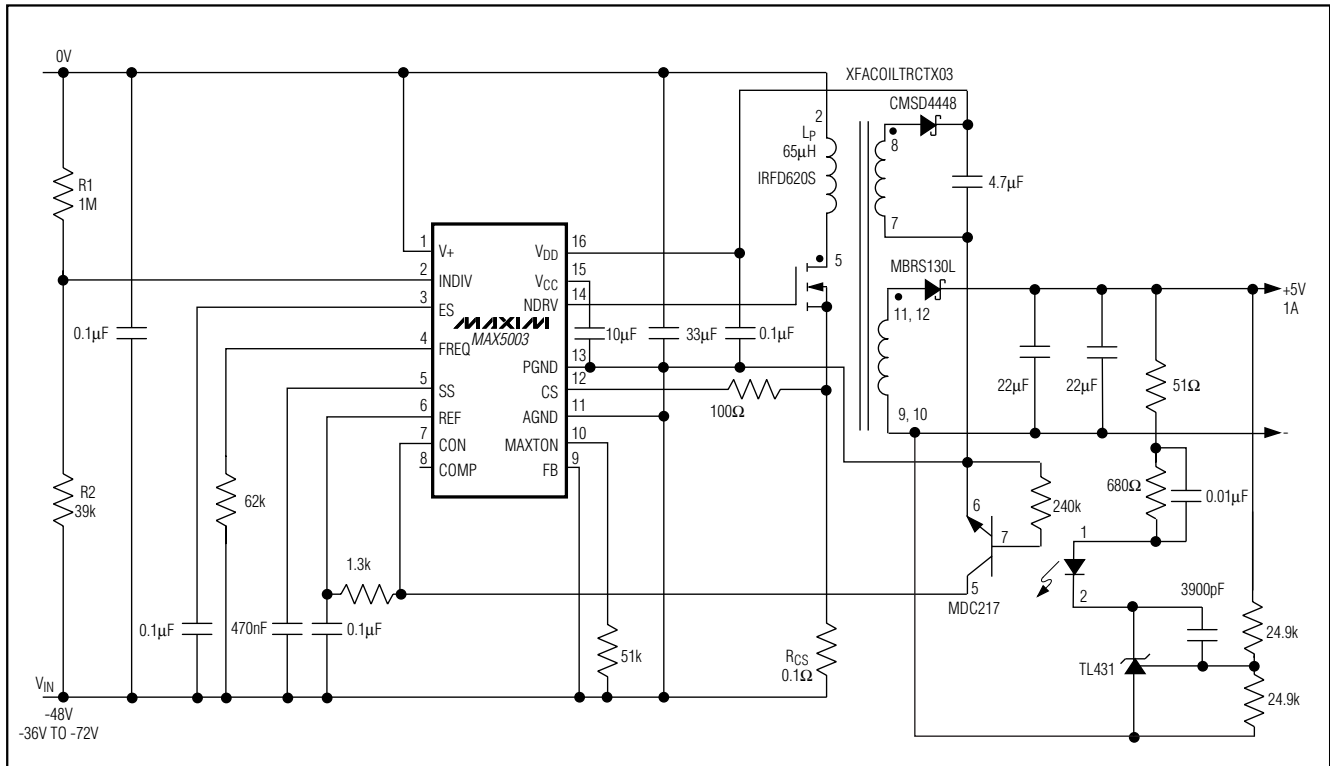 0V
XFACOILTRCTX03
CMSD4448
2
LP
65µH
IRFD620S
8
4.7µF
7
R1
1M
1
V+
VDD
16
5
MBRS130L
2
INDIV
VCC
15
+5V
1A
3
ES
NDRV
14
11, 12
0.1µF
MAXIM
MAX5003
10µF
33µF
0.1µF
4
FREQ
PGND
13
22µF
22µF
51Ω
5
SS
CS
12
100Ω
6
REF
AGND
11
9, 10
-
7
CON
MAXTON
10
8
COMP
FB
9
R2
39k
62k
6
240k
680Ω
0.01µF
7
1
1.3k
5
MDC217
2
3900pF
0.1µF
470nF
0.1µF
51k
RCS
0.1Ω
24.9k
TL431
24.9k
VIN
-48V
-36V TO -72V